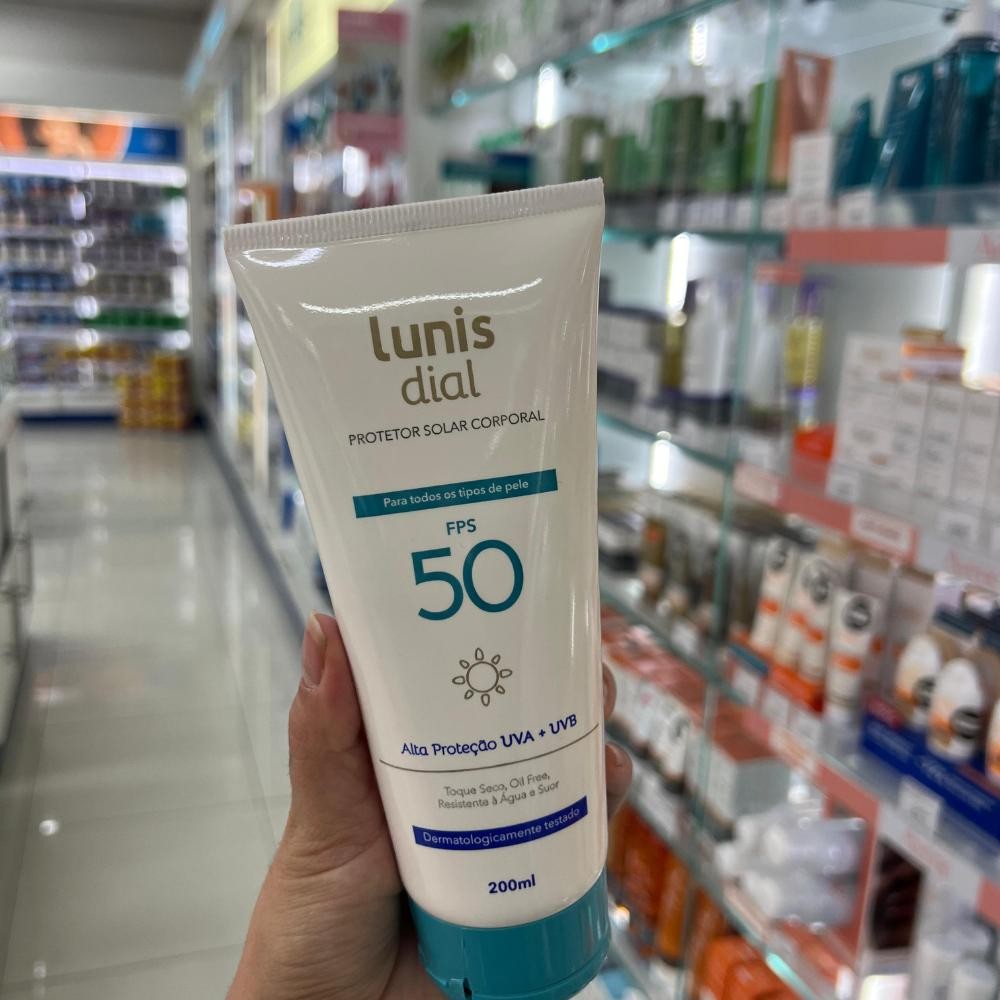 lunis
dial
PROTETOR SOLAR CORPORAL
Para todos os tipos de pele
FPS
50
Alta Proteção UVA + UVB
Toque Seco, Oil Free,
Resistente à Água e Suor
Dermatologicamente testado
200ml